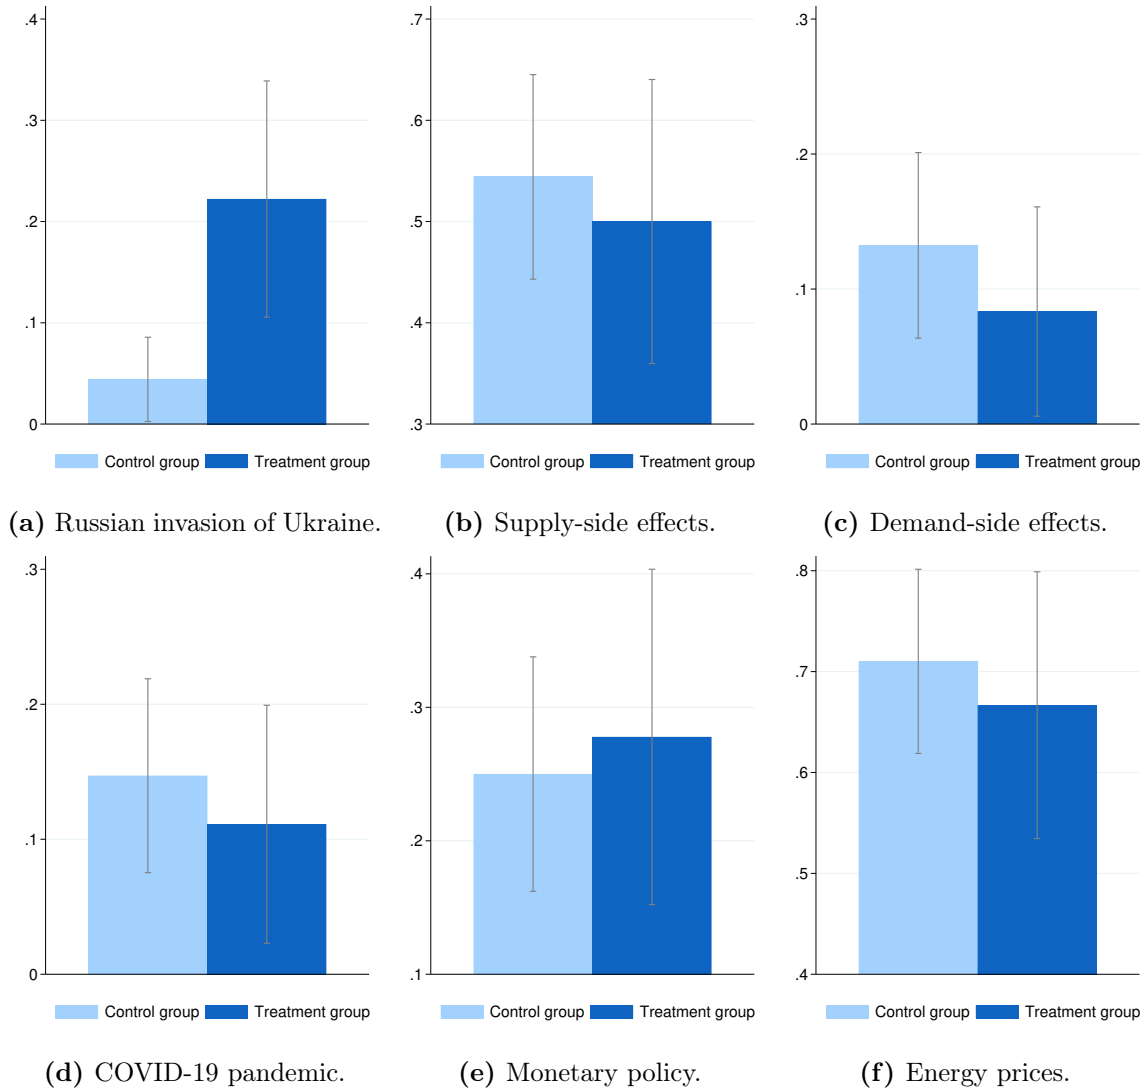 .4
.3
.2
.1
0
Control group Treatment group
(a) Russian invasion of Ukraine.
.7
.6
.5
.4
.3
Control group Treatment group
(b) Supply-side effects.
.3
.2
.1
0
Control group Treatment group
(c) Demand-side effects.
.3
.2
.1
0
Control group Treatment group
(d) COVID-19 pandemic.
.4
.3
.2
.1
Control group Treatment group
(e) Monetary policy.
.8
.7
.6
.5
.4
Control group Treatment group
(f) Energy prices.